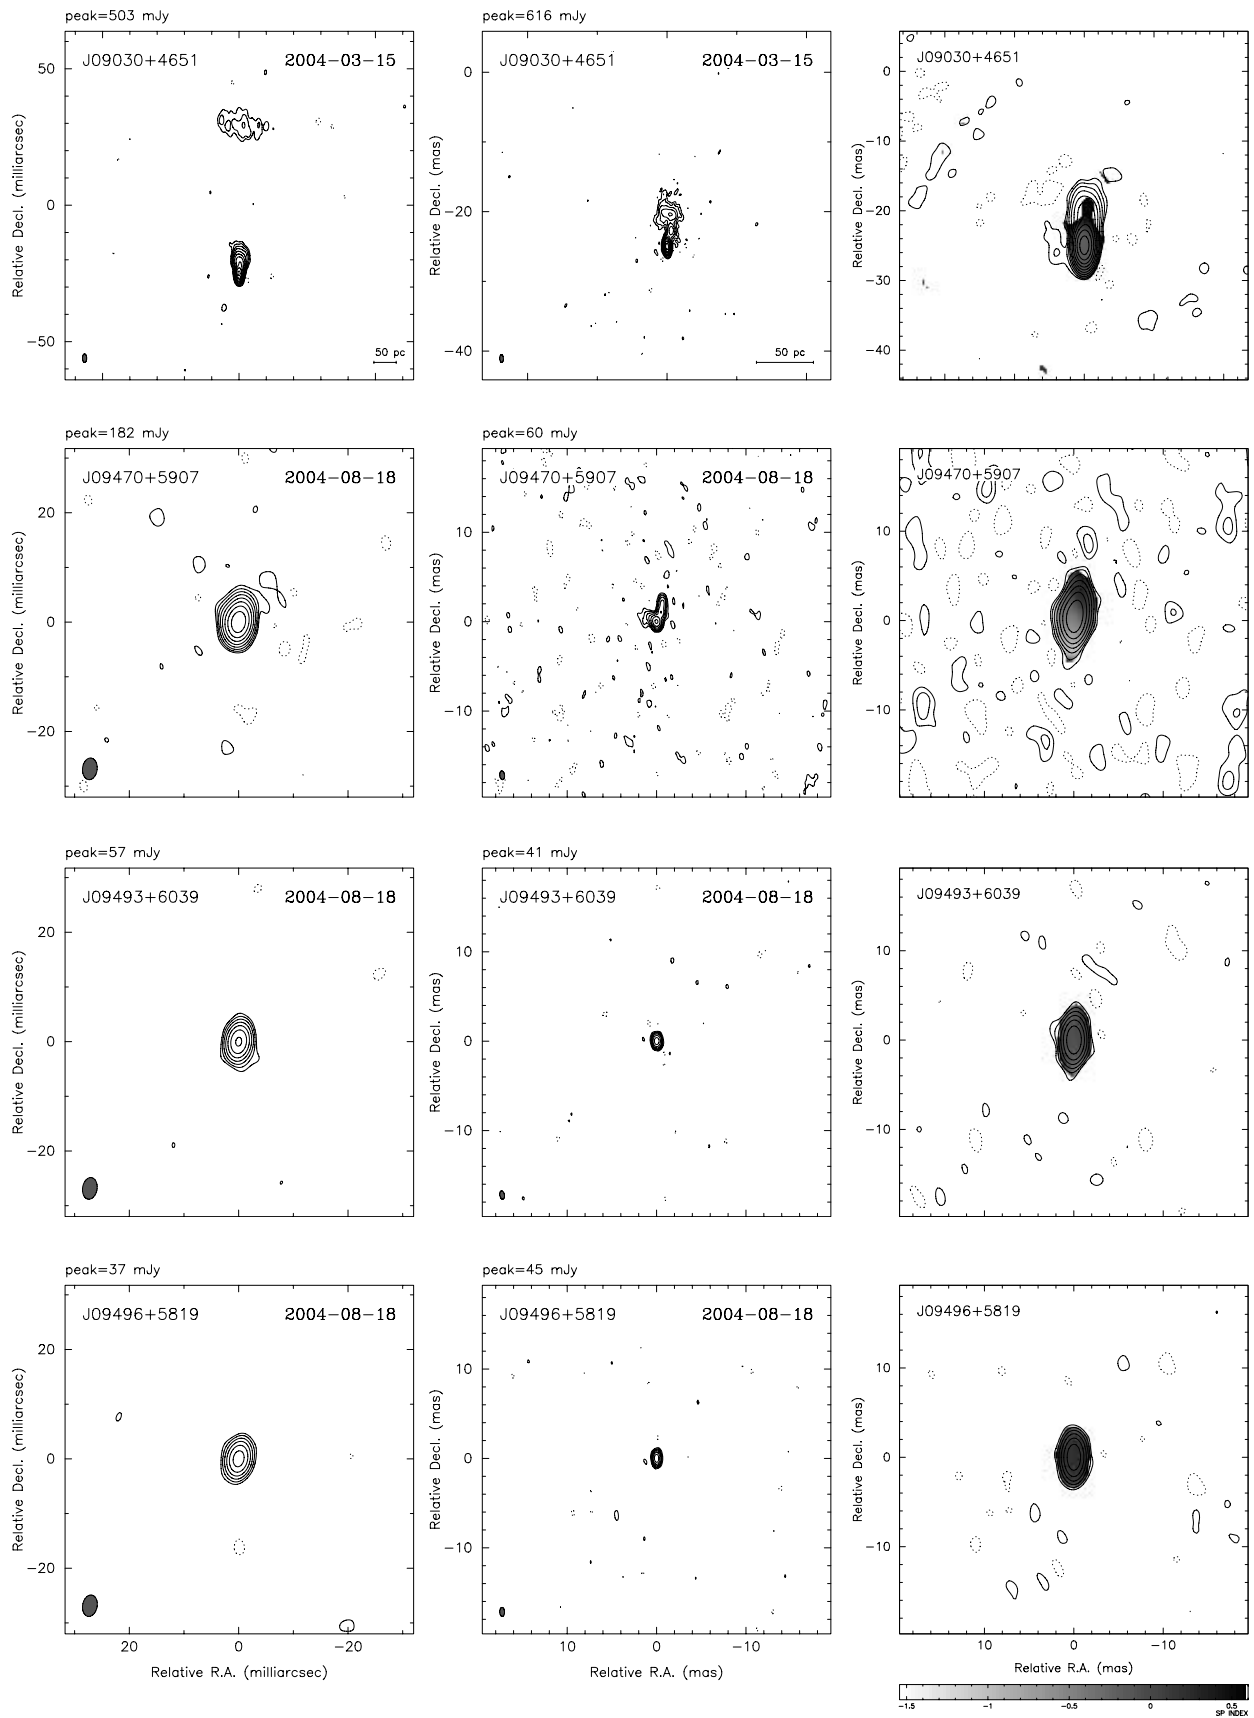 peak=503 mJy
peak=616 mJy
J09030+4651 2004-03-15
J09030+4651 2004-03-15
J09030+4651
50
0
-50
Relative Decl. (milliarcsec)
50 pc
0
-20
-40
Relative Decl. (mas)
50 pc
0
-10
-20
-30
-40
Relative Decl. (mas)
peak=182 mJy
peak=60 mJy
J09470+5907 2004-08-18
J09470+5907 2004-08-18
J09470+5907
20
0
-20
Relative Decl. (milliarcsec)
10
0
-10
Relative Decl. (mas)
10
0
-10
Relative Decl. (mas)
peak=57 mJy
peak=41 mJy
J09493+6039 2004-08-18
J09493+6039 2004-08-18
J09493+6039
20
0
-20
Relative Decl. (milliarcsec)
10
0
-10
Relative Decl. (mas)
10
0
-10
Relative Decl. (mas)
peak=37 mJy
peak=45 mJy
J09496+5819 2004-08-18
J09496+5819 2004-08-18
J09496+5819
20
0
-20
Relative Decl. (milliarcsec)
10
0
-10
Relative Decl. (mas)
10
0
-10
Relative Decl. (mas)
20 0 -20
Relative R.A. (milliarcsec)
10 0 -10
Relative R.A. (mas)
10 0 -10
Relative R.A. (mas)
-1.5 -1 -0.5 0 0.5
SP INDEX